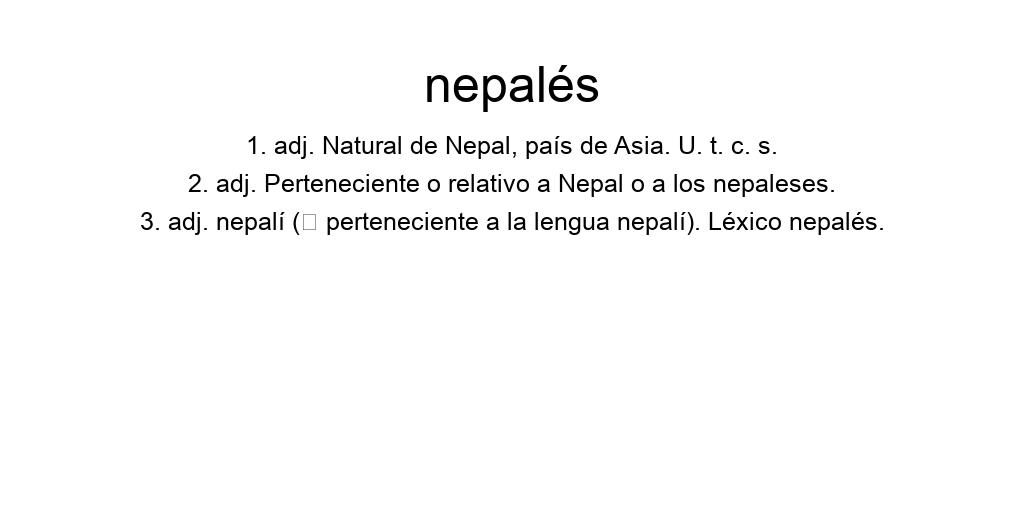 nepalés
1. adj. Natural de Nepal, país de Asia. U. t. c. s.
2. adj. Perteneciente o relativo a Nepal o a los nepaleses.
3. adj. nepalí (□ perteneciente a la lengua nepalí). Léxico nepalés.